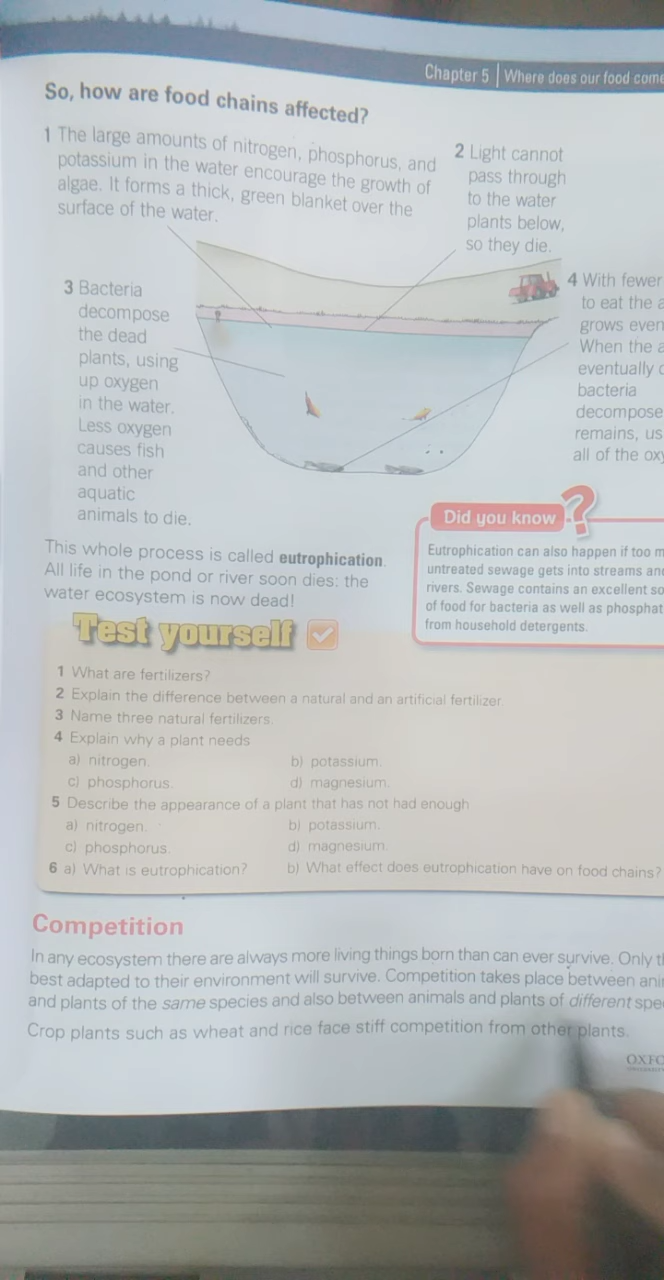 Chapter 5 | Where does our food come
So, how are food chains affected?
1 The large amounts of nitrogen, phosphorus, and
potassium in the water encourage the growth of
algae. It forms a thick, green blanket over the
surface of the water.
2 Light cannot
pass through
to the water
plants below,
so they die.
3 Bacteria
decompose
the dead
plants, using
up oxygen
in the water.
Less oxygen
causes fish
and other
aquatic
animals to die.
4 With fewer
to eat the
grows even
When the
eventually
bacteria
decompose
remains,
all of the
This whole process is called eutrophication.
All life in the pond or river soon dies: the
water ecosystem is now dead!
Did you know ?
Eutrophication can also happen if too
untreated sewage gets into streams and
rivers. Sewage contains an excellent
of food for bacteria as well as
from household detergents.
Test yourself
1 What are fertilizers?
2 Explain the difference between a natural and an artificial fertilizer.
3 Name three natural fertilizers.
4 Explain why a plant needs
a) nitrogen. b) potassium.
c) phosphorus. d) magnesium.
5 Describe the appearance of a plant that has not had enough
a) nitrogen. b) potassium.
c) phosphorus. d) magnesium.
6 a) What is eutrophication? b) What effect does eutrophication have on food chains?
Competition
In any ecosystem there are always more living things born than can ever survive. Only
best adapted to their environment will survive. Competition takes place between
and plants of the same species and also between animals and plants of different
Crop plants such as wheat and rice face stiff competition from other plants.